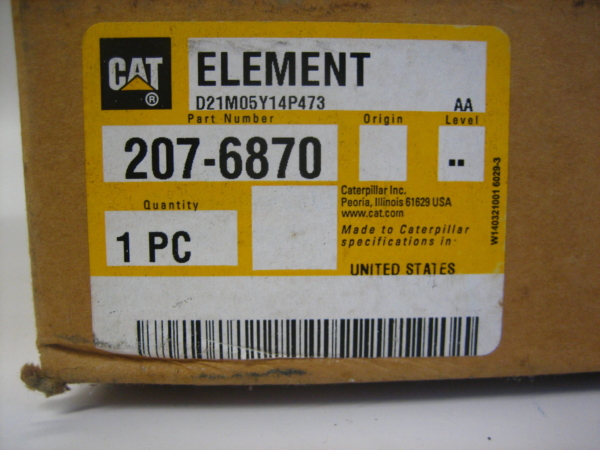 CAT
®
ELEMENT
D21M05Y14P473
AA
Part Number
Origin
Level
207-6870
--
Quantity
1 PC
Caterpillar Inc.
Peoria, Illinois 61629 USA
www.cat.com
Made to Caterpillar
specifications in:
UNITED STATES
W140321001 6029-3